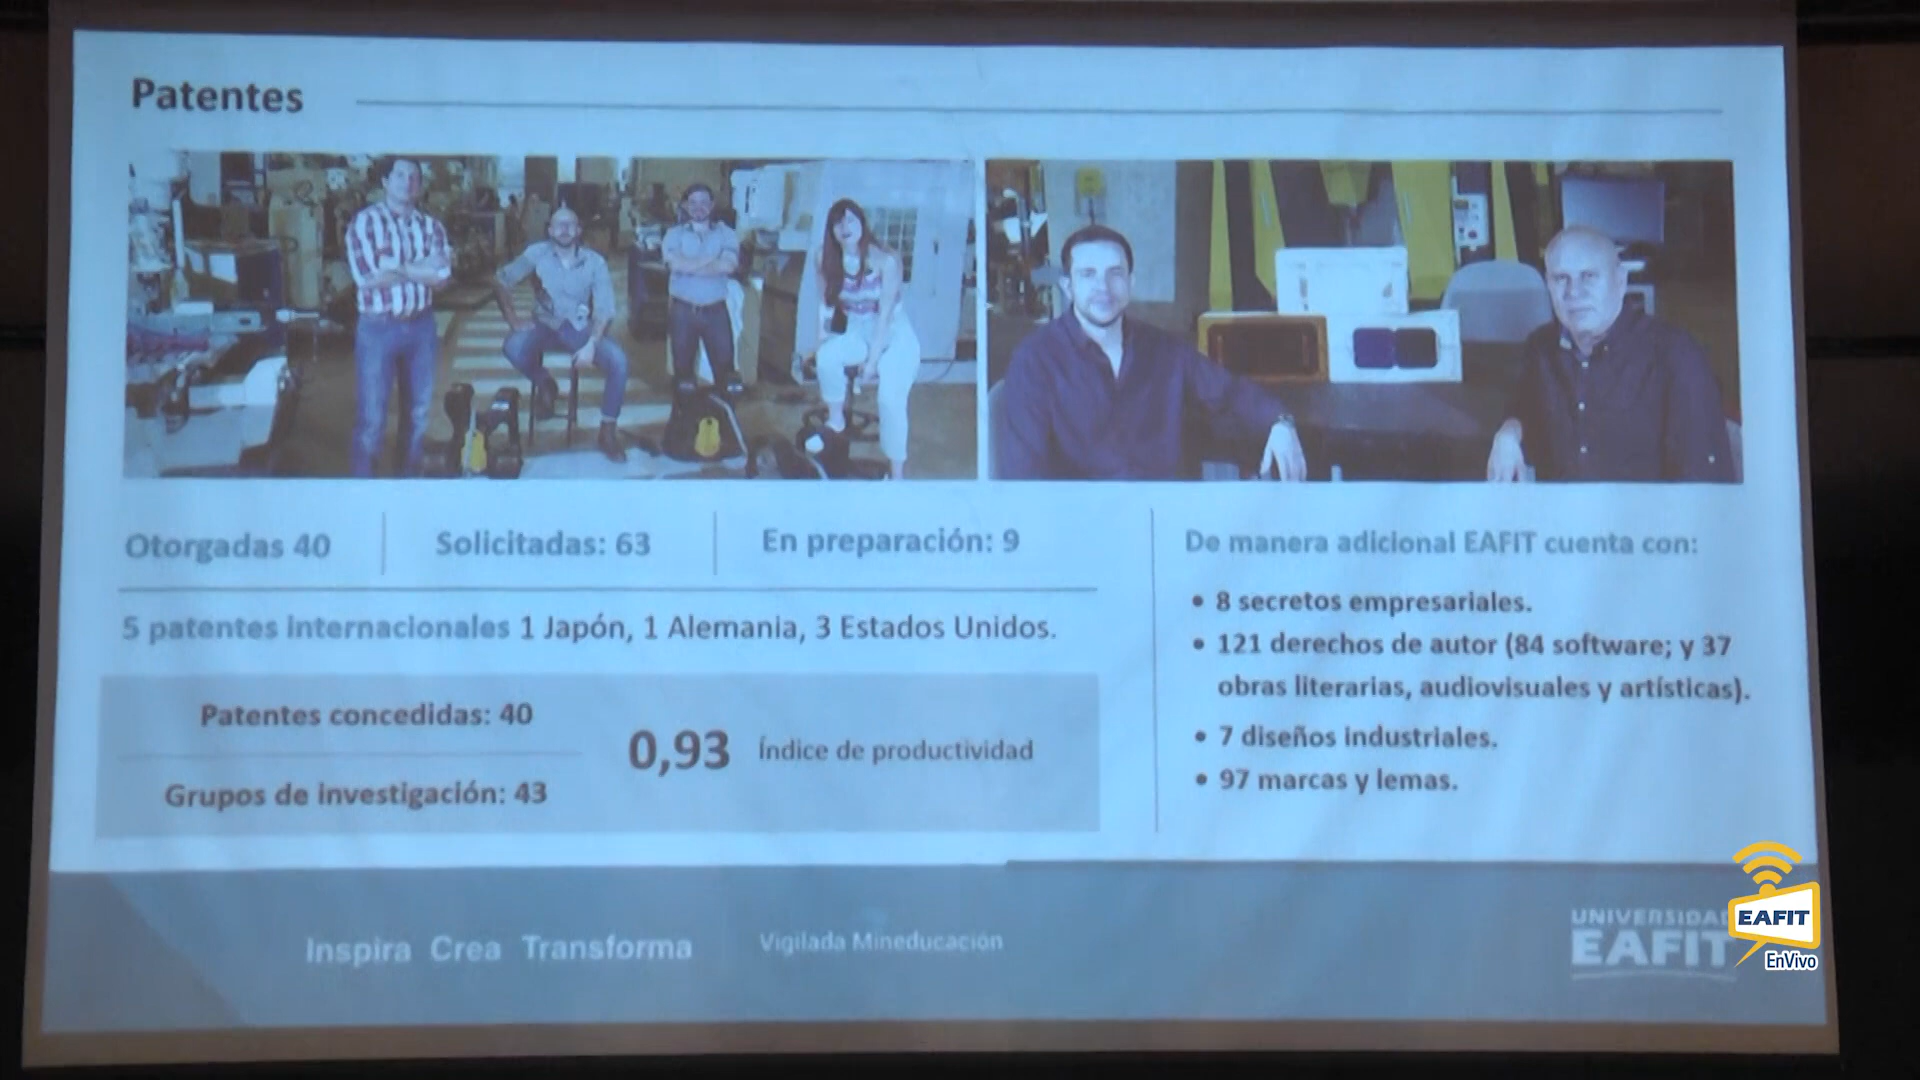 Patentes
Otorgadas 40
Solicitadas: 63
En preparación: 9
5 patentes internacionales 1 Japón, 1 Alemania, 3 Estados Unidos.
Patentes concedidas: 40
Grupos de investigación: 43
0,93 Índice de productividad
De manera adicional EAFIT cuenta con:
• 8 secretos empresariales.
• 121 derechos de autor (84 software; y 37
obras literarias, audiovisuales y artísticas).
• 7 diseños industriales.
• 97 marcas y lemas.
Inspira Crea Transforma
Vigilada Mineducación
UNIVERSIDAD
EAFIT
EAFIT
EnVivo